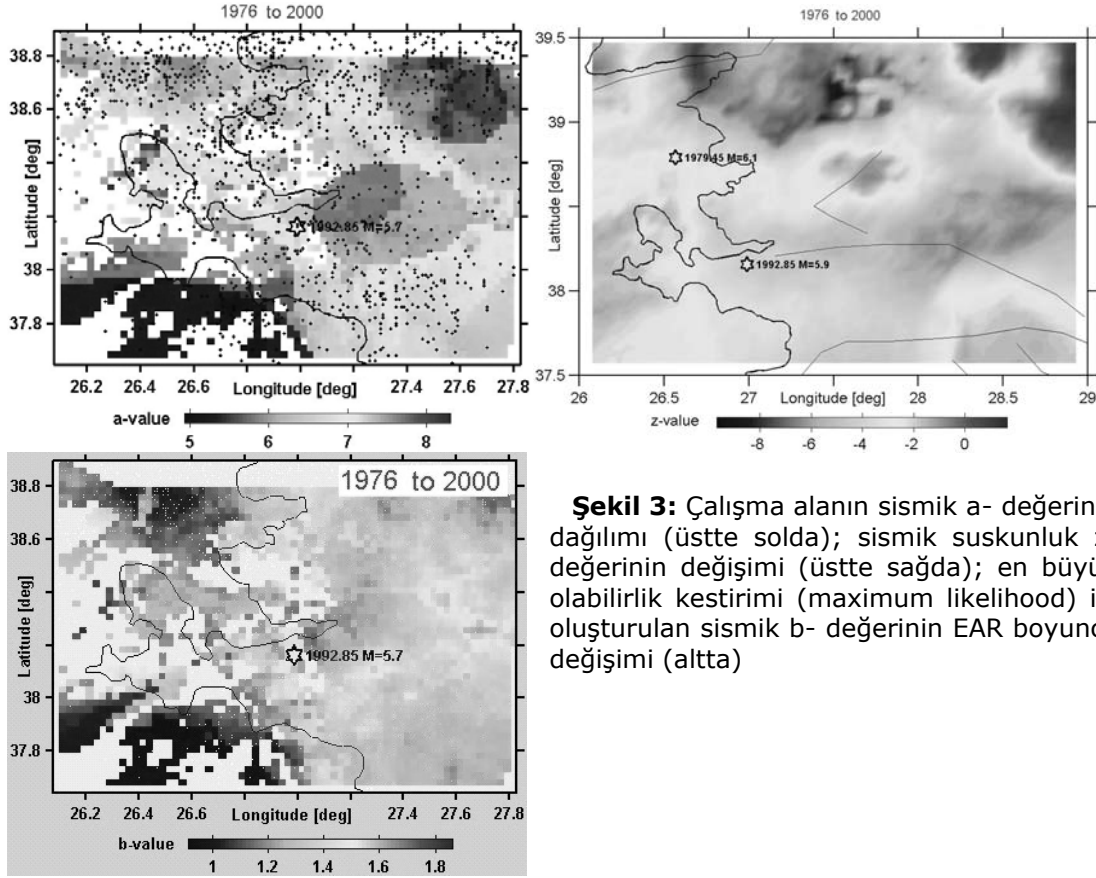 1976 to 2000
38.8
38.6
38.4
38.2
38
37.8
Latitude [deg]
1992.85 M=5.7
26.2 26.4 26.6 Longitude [deg] 27.4 27.6 27.8
a-value
5 6 7 8
1976 to 2000
39.5
39
38.5
38
37.5
Latitude [deg]
1979.45 M=6.1
1992.85 M=5.9
26 26.5 27 27.5 28 28.5 29
Longitude [deg]
z-value
-8 -6 -4 -2 0
1976 to 2000
38.8
38.6
38.4
38.2
38
37.8
Latitude [deg]
1992.85 M=5.7
26.2 26.4 26.6 Longitude [deg] 27.4 27.6 27.8
b-value
1 1.2 1.4 1.6 1.8
Şekil 3: Çalışma alanın sismik a- değerin
dağılımı (üstte solda); sismik suskunluk
değerinin değişimi (üstte sağda); en büyü
olabilirlik kestirimi (maximum likelihood) i
oluşturulan sismik b- değerinin EAR boyunc
değişimi (altta)